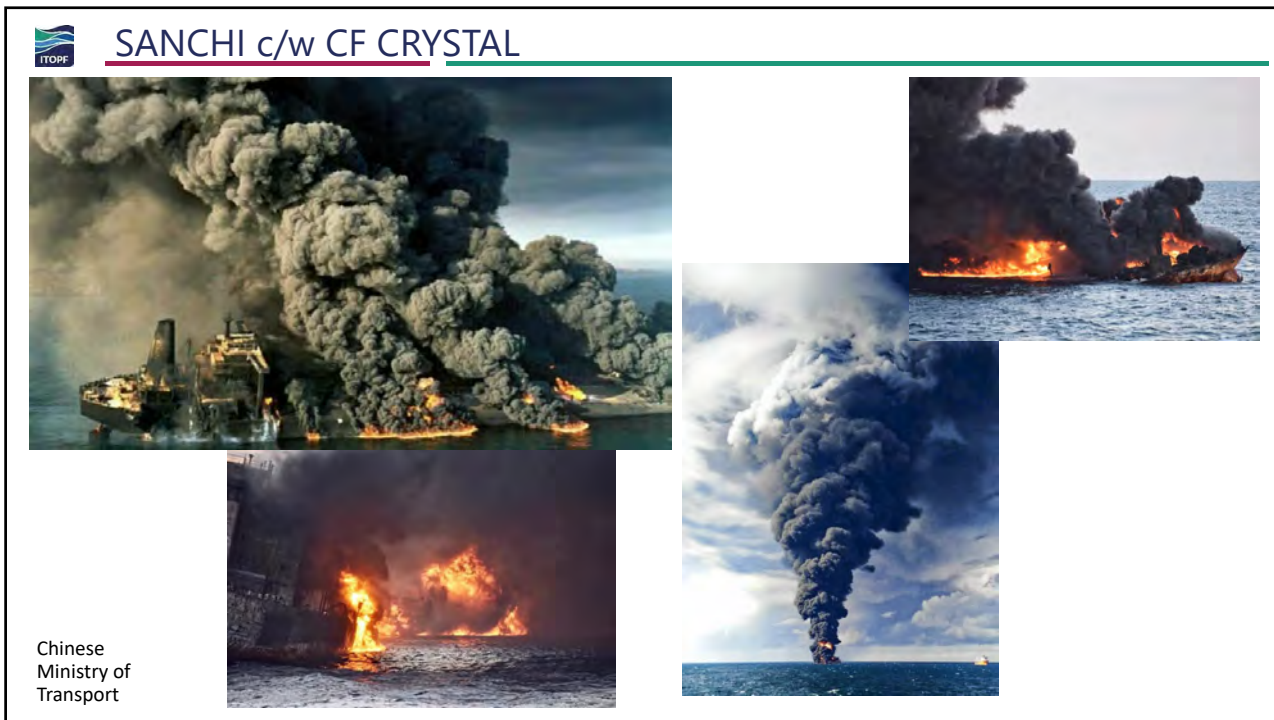 ITOPF
SANCHI c/w CF CRYSTAL
Chinese
Ministry of
Transport